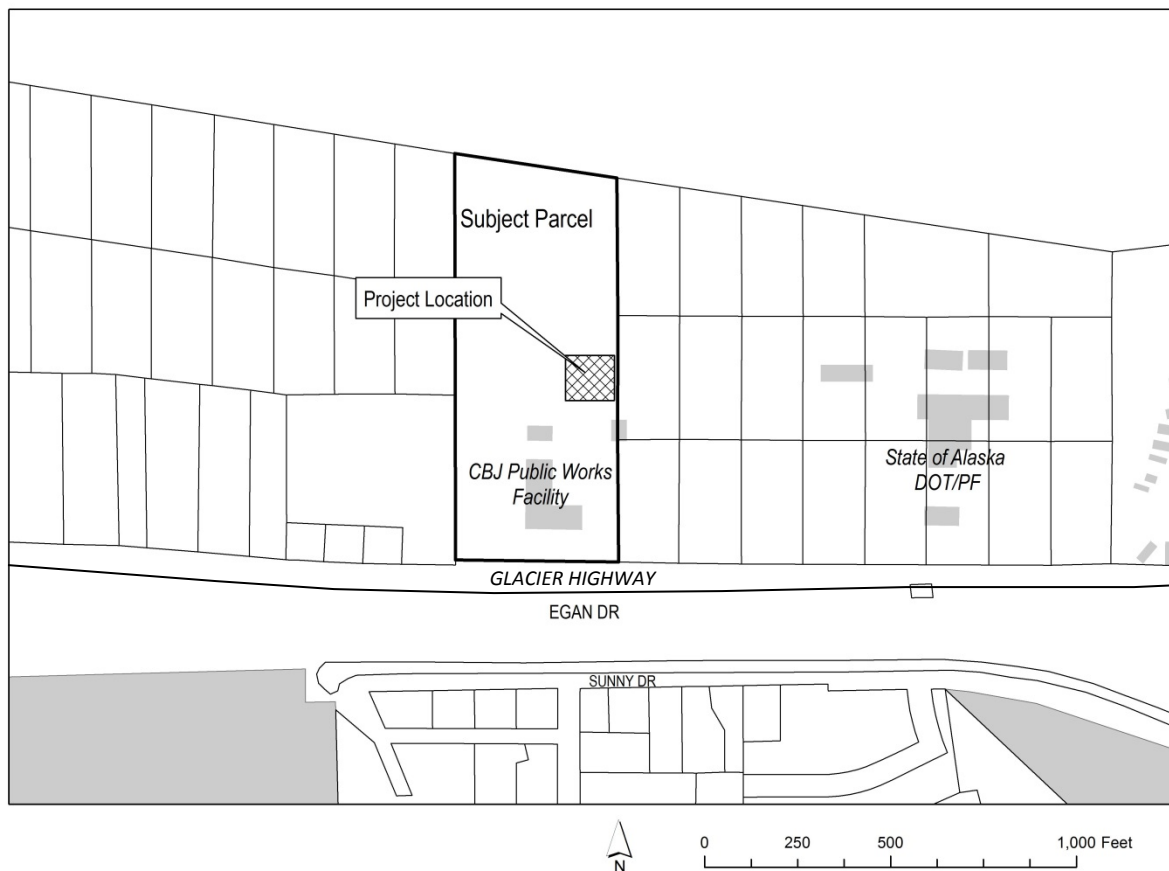 Subject Parcel
Project Location
CBJ Public Works
Facility
State of Alaska
DOT/PF
GLACIER HIGHWAY
EGAN DR
SUNNY DR
N
0 250 500 1,000 Feet